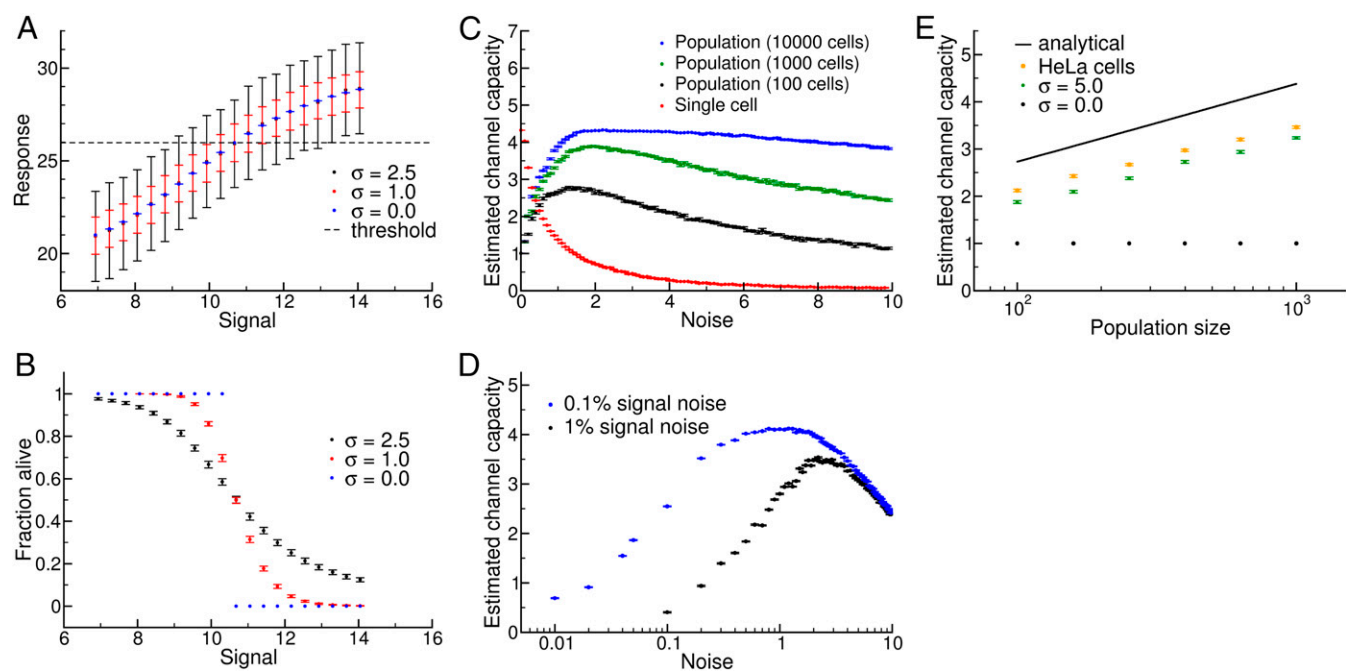 A
Response
30
25
20
σ = 2.5
σ = 1.0
σ = 0.0
threshold
6 8 10 12 14 16
Signal
B
Fraction alive
1
0.8
0.6
0.4
0.2
0
σ = 2.5
σ = 1.0
σ = 0.0
6 8 10 12 14 16
Signal
C
Estimated channel capacity
7
6
5
4
3
2
1
0
Population (10000 cells)
Population (1000 cells)
Population (100 cells)
Single cell
0 2 4 6 8 10
Noise
D
Estimated channel capacity
5
4
3
2
1
0
0.1% signal noise
1% signal noise
0.01 0.1 1 10
Noise
E
Estimated channel capacity
5
4
3
2
1
0
analytical
HeLa cells
σ = 5.0
σ = 0.0
10² 10³
Population size